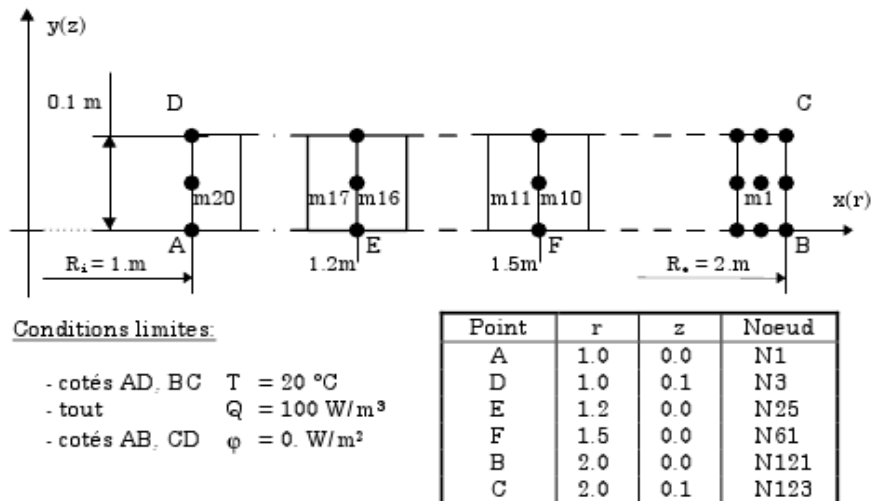 y(z)
0.1 m
D
C
m20
m17
m16
m11
m10
m1
x(r)
A
E
F
B
R_i = 1.m
1.2m
1.5m
R_e = 2.m
Conditions limites:
- cotés AD, BC T = 20 °C
- tout Q = 100 W/m³
- cotés AB, CD φ = 0. W/m²
Point r z Noeud
A 1.0 0.0 N1
D 1.0 0.1 N3
E 1.2 0.0 N25
F 1.5 0.0 N61
B 2.0 0.0 N121
C 2.0 0.1 N123